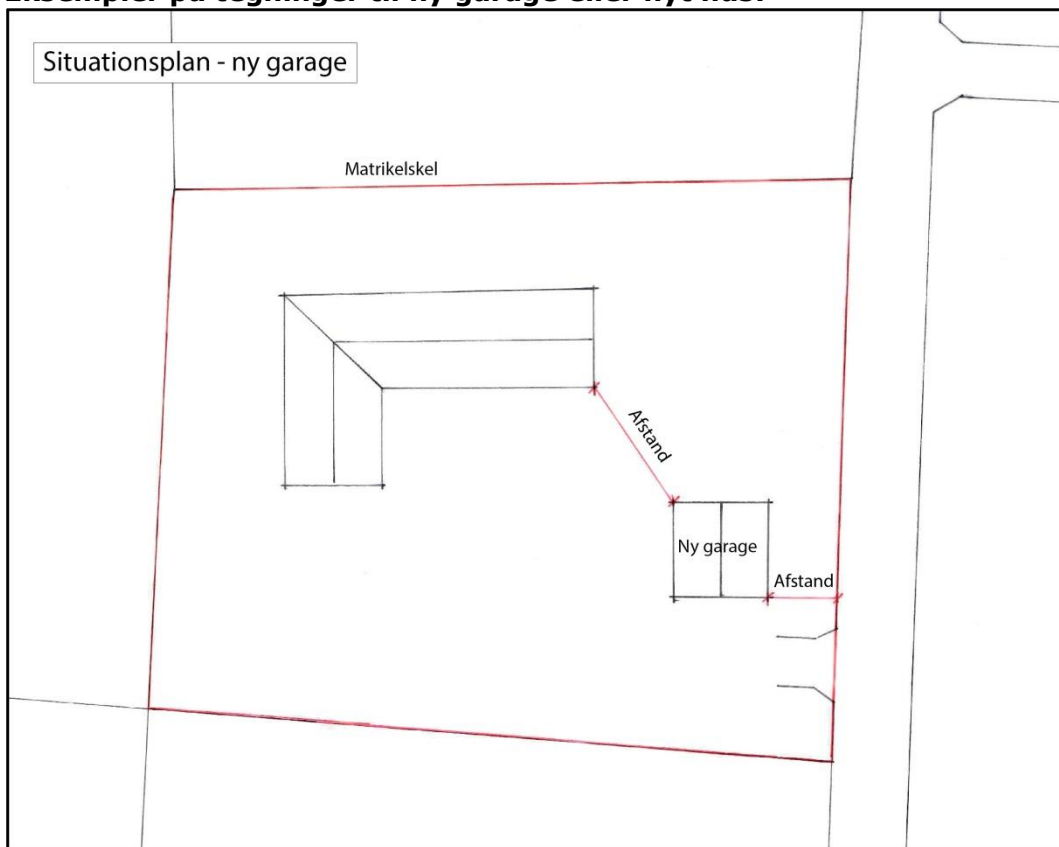 Eksempler på tegninger til ny garage eller nyt hus:
Situationsplan - ny garage
Matrikelskel
Afstand
Ny garage
Afstand